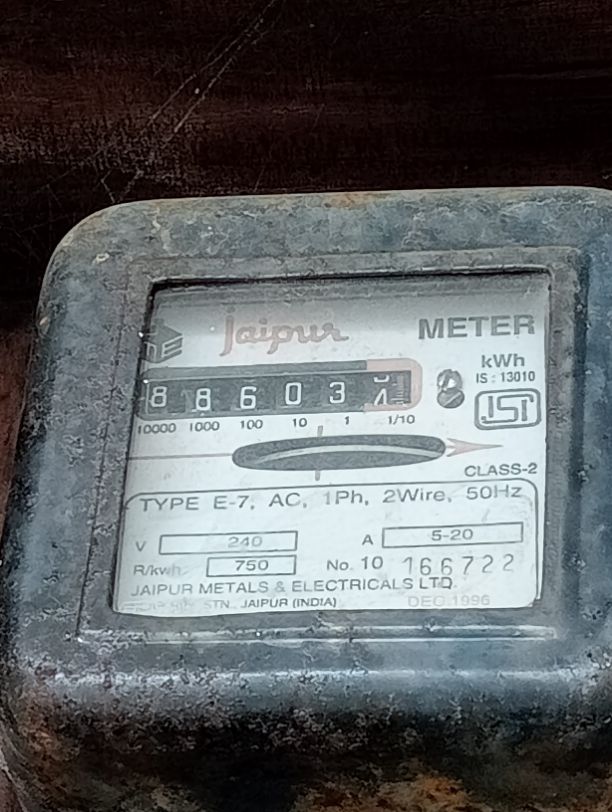 Jaipur METER
kWh
IS : 13010
8 8 6 0 3
10000 1000 100 10 1 1/10
CLASS-2
TYPE E-7, AC, 1Ph, 2Wire, 50Hz
V 240 A 5-20
R/kwh 750 No. 10 166722
JAIPUR METALS & ELECTRICALS LTD.
STN., JAIPUR (INDIA) DEC.1996